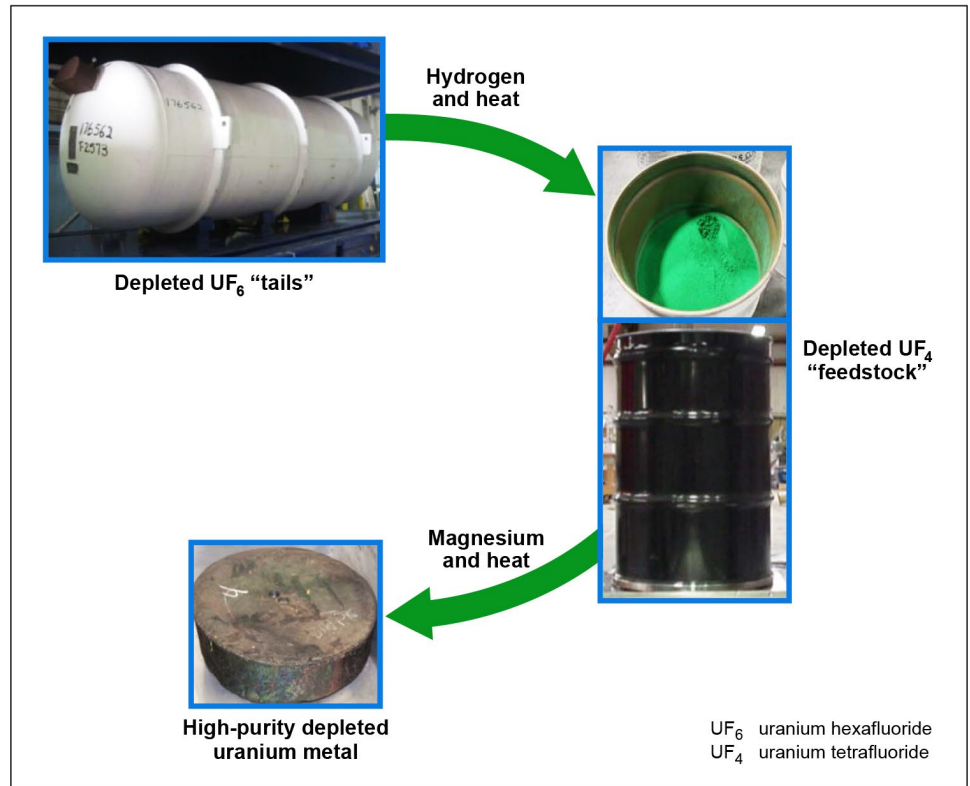 176562
176562
F2573
Depleted UF₆ “tails”
Hydrogen
and heat
Depleted UF₄
“feedstock”
Magnesium
and heat
High-purity depleted
uranium metal
UF₆ uranium hexafluoride
UF₄ uranium tetrafluoride